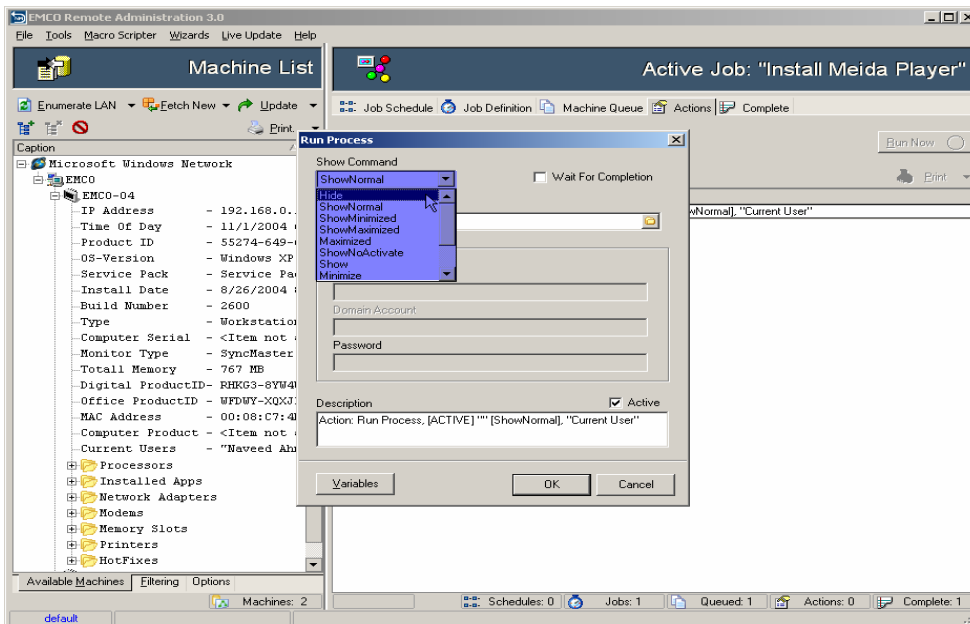 EMCO Remote Administration 3.0
File Tools Macro Scripter Wizards Live Update Help
Machine List
Active Job: "Install Meida Player"
Enumerate LAN Fetch New Update
Print
Job Schedule Job Definition Machine Queue Actions Complete
Run Now
Print
Caption
Microsoft Windows Network
EMCO
EMCO-04
IP Address - 192.168.0.
Time Of Day - 11/1/2004
Product ID - 55274-649-
OS-Version - Windows XP
Service Pack - Service Pa
Install Date - 8/26/2004
Build Number - 2600
Type - Workstation
Computer Serial - <Item not
Monitor Type - SyncMaster
Totall Memory - 767 MB
Digital ProductID- RHKG3-8YW4
Office ProductID - WFDWY-XQXJ
MAC Address - 00:08:C7:4
Computer Product - <Item not
Current Users - "Naveed Ah
Processors
Installed Apps
Network Adapters
Modems
Memory Slots
Printers
HotFixes
Available Machines Filtering Options
Machines: 2
default
Run Process
Show Command
ShowNormal
Wait For Completion
Hide
ShowNormal
ShowMinimized
ShowMaximized
Maximized
ShowNoActivate
Show
Minimize
Domain Account
Password
Description
Active
Action: Run Process, [ACTIVE] "" [ShowNormal], "Current User"
Variables OK Cancel
wNormal], "Current User"
Schedules: 0 Jobs: 1 Queued: 1 Actions: 0 Complete: 1